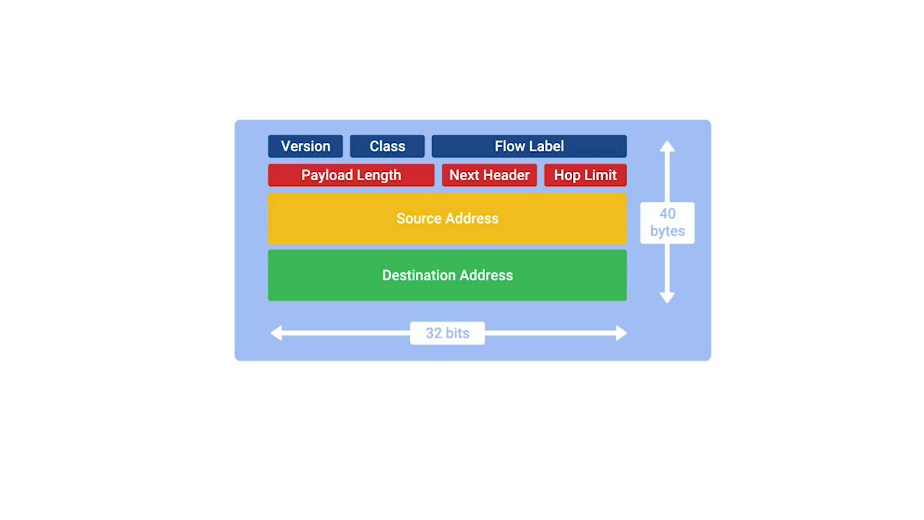 Version Class Flow Label
Payload Length Next Header Hop Limit
Source Address
40
bytes
Destination Address
32 bits